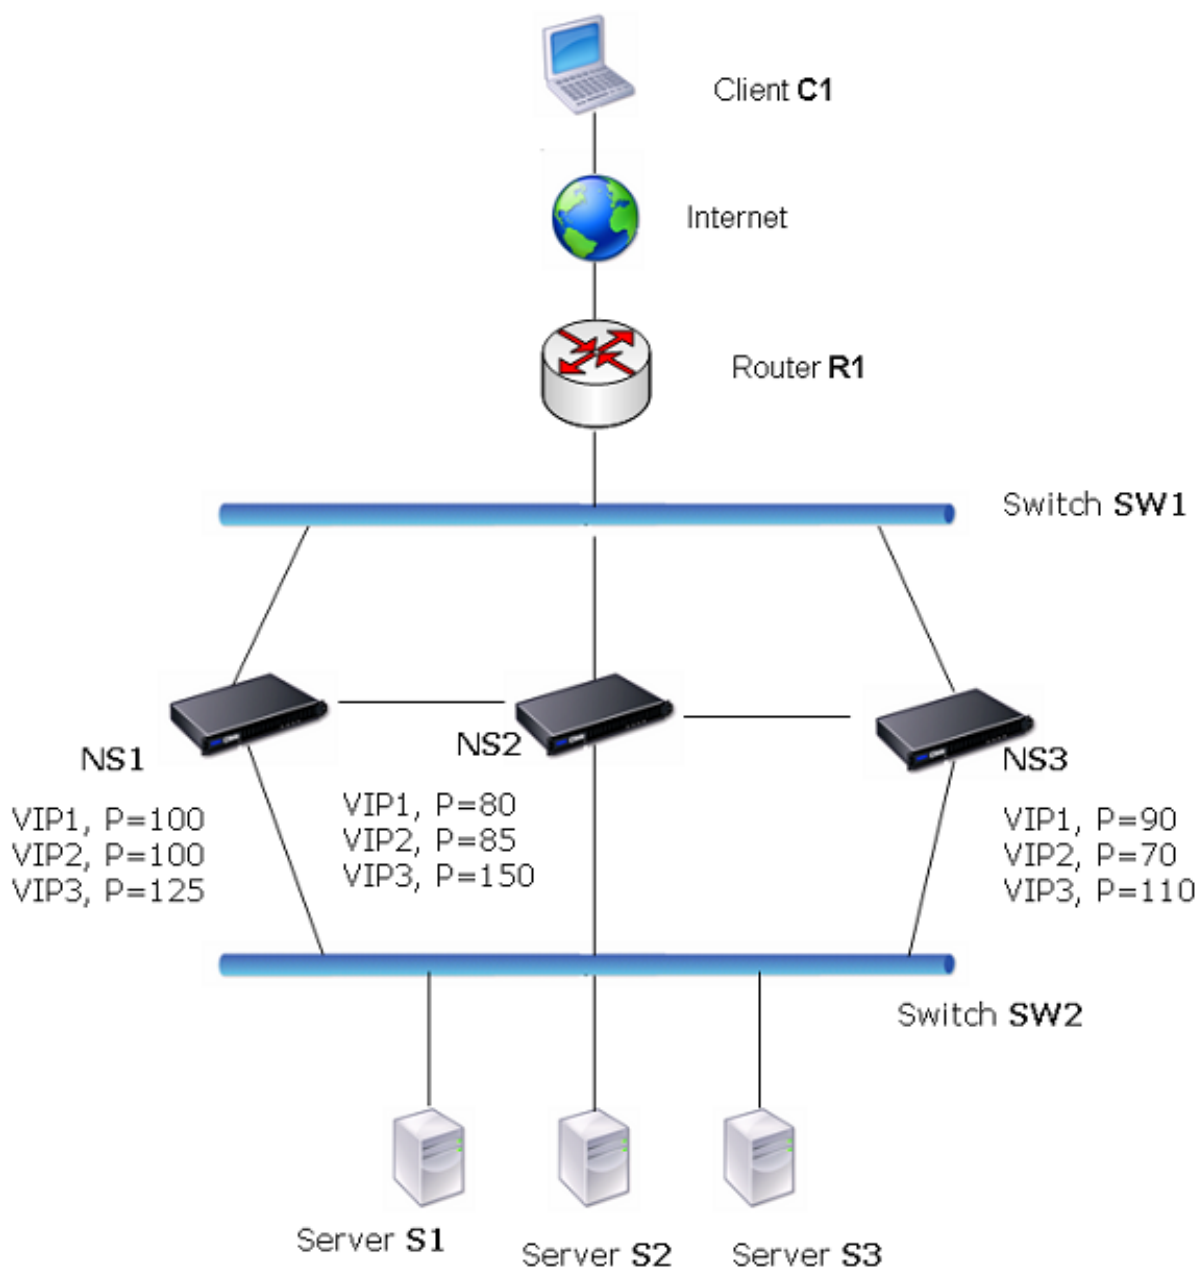 Client C1
Internet
Router R1
Switch SW1
NS1
VIP1, P=100
VIP2, P=100
VIP3, P=125
NS2
VIP1, P=80
VIP2, P=85
VIP3, P=150
NS3
VIP1, P=90
VIP2, P=70
VIP3, P=110
Switch SW2
Server S1
Server S2
Server S3